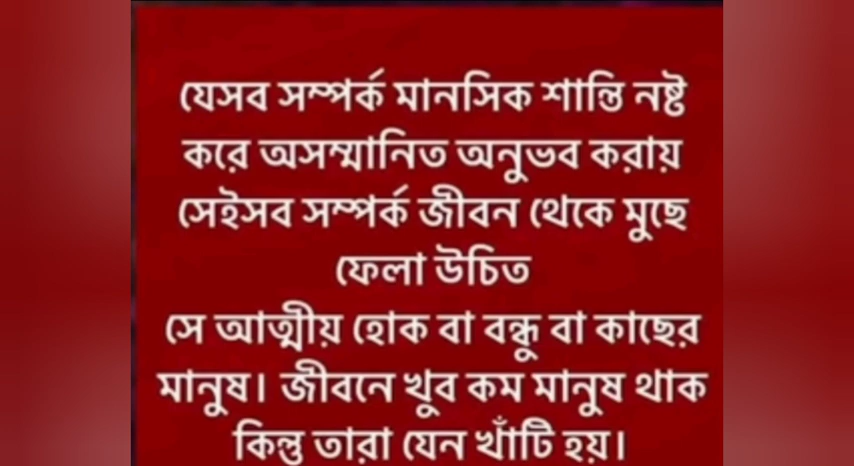 যেসব সম্পর্ক মানসিক শান্তি নষ্ট
করে অসম্মানিত অনুভব করায়
সেইসব সম্পর্ক জীবন থেকে মুছে
ফেলা উচিত
সে আত্মীয় হোক বা বন্ধু বা কাছের
মানুষ। জীবনে খুব কম মানুষ থাক
কিন্তু তারা যেন খাঁটি হয়।